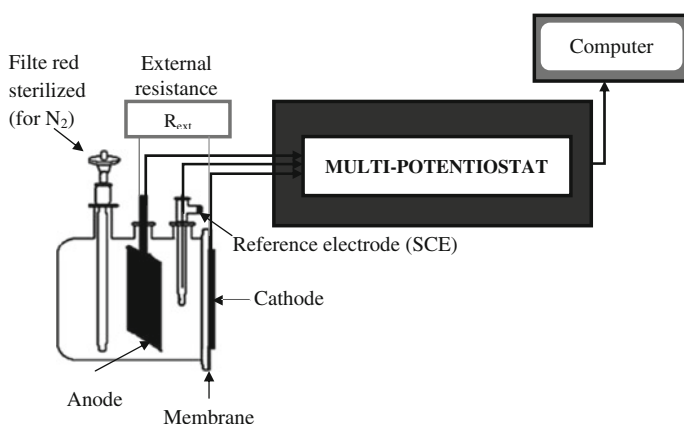 Filte red
sterilized
(for N₂)
External
resistance
Rext
Computer
MULTI-POTENTIOSTAT
Reference electrode (SCE)
Cathode
Anode
Membrane